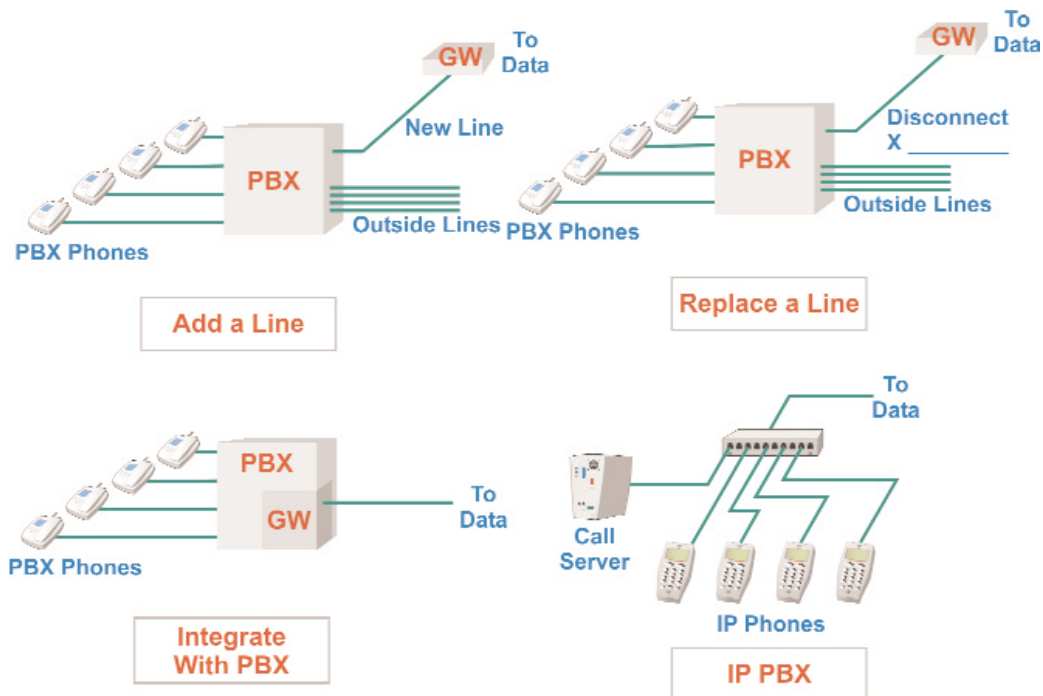 GW
To
Data
New Line
PBX
Outside Lines
PBX Phones
Add a Line
GW
To
Data
Disconnect
X __________
PBX
Outside Lines
PBX Phones
Replace a Line
PBX
GW
To
Data
PBX Phones
Integrate
With PBX
To
Data
Call
Server
IP Phones
IP PBX